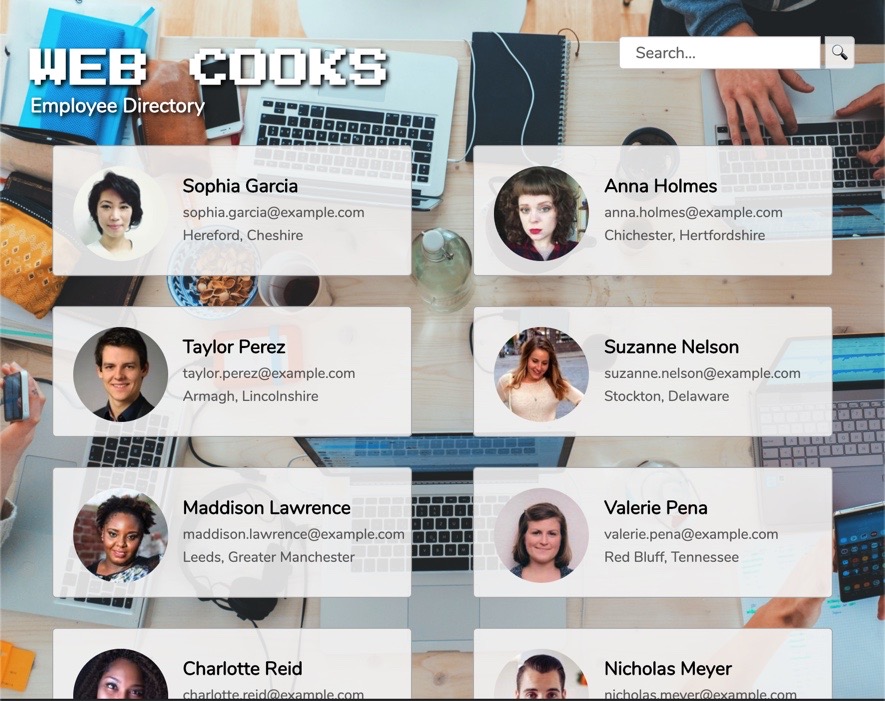 WEB COOKS
Employee Directory
Search...
Sophia Garcia
sophia.garcia@example.com
Hereford, Cheshire
Anna Holmes
anna.holmes@example.com
Chichester, Hertfordshire
Taylor Perez
taylor.perez@example.com
Armagh, Lincolnshire
Suzanne Nelson
suzanne.nelson@example.com
Stockton, Delaware
Maddison Lawrence
maddison.lawrence@example.com
Leeds, Greater Manchester
Valerie Pena
valerie.pena@example.com
Red Bluff, Tennessee
Charlotte Reid
charlotte.reid@example.com
Nicholas Meyer
nicholas.meyer@example.com